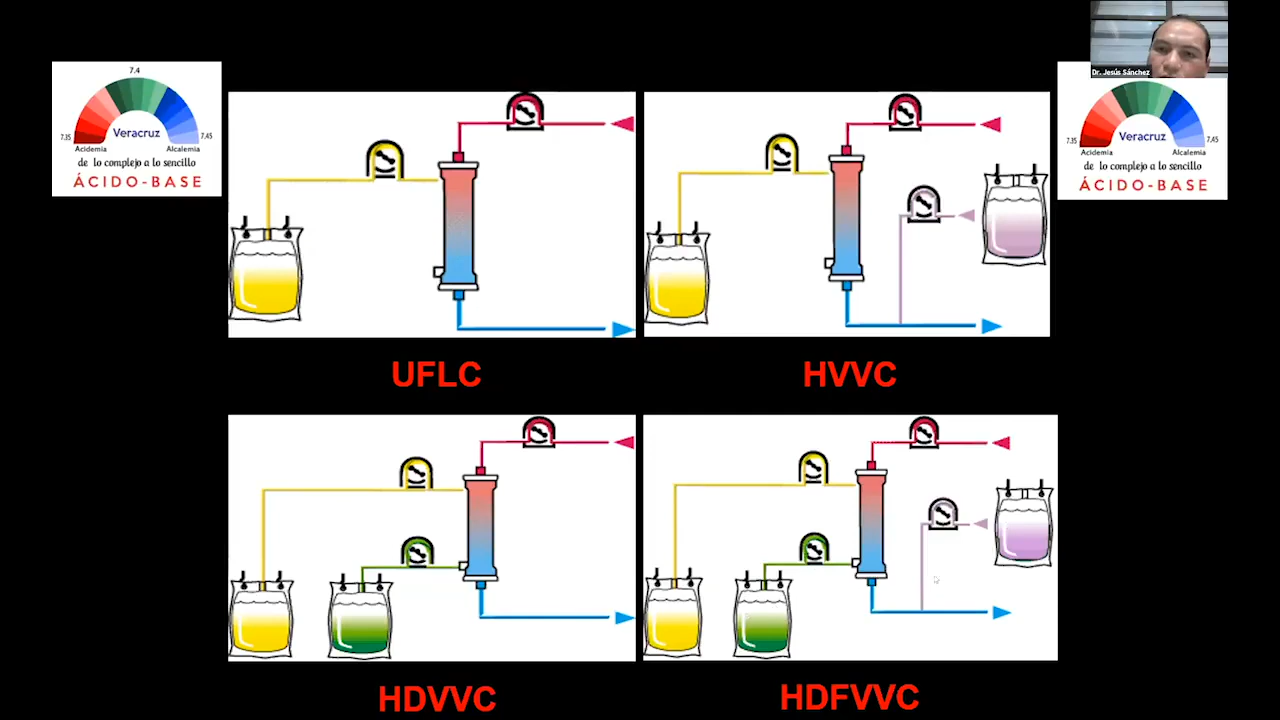 Dr. Jesús Sánchez
7.4
7.35
7.45
Veracruz
Acidemia
Alcalemia
de lo complejo a lo sencillo
ÁCIDO-BASE
7.35
7.45
Veracruz
Acidemia
Alcalemia
de lo complejo a lo sencillo
ÁCIDO-BASE
UFLC
HVVC
HDVVC
HDFVVC